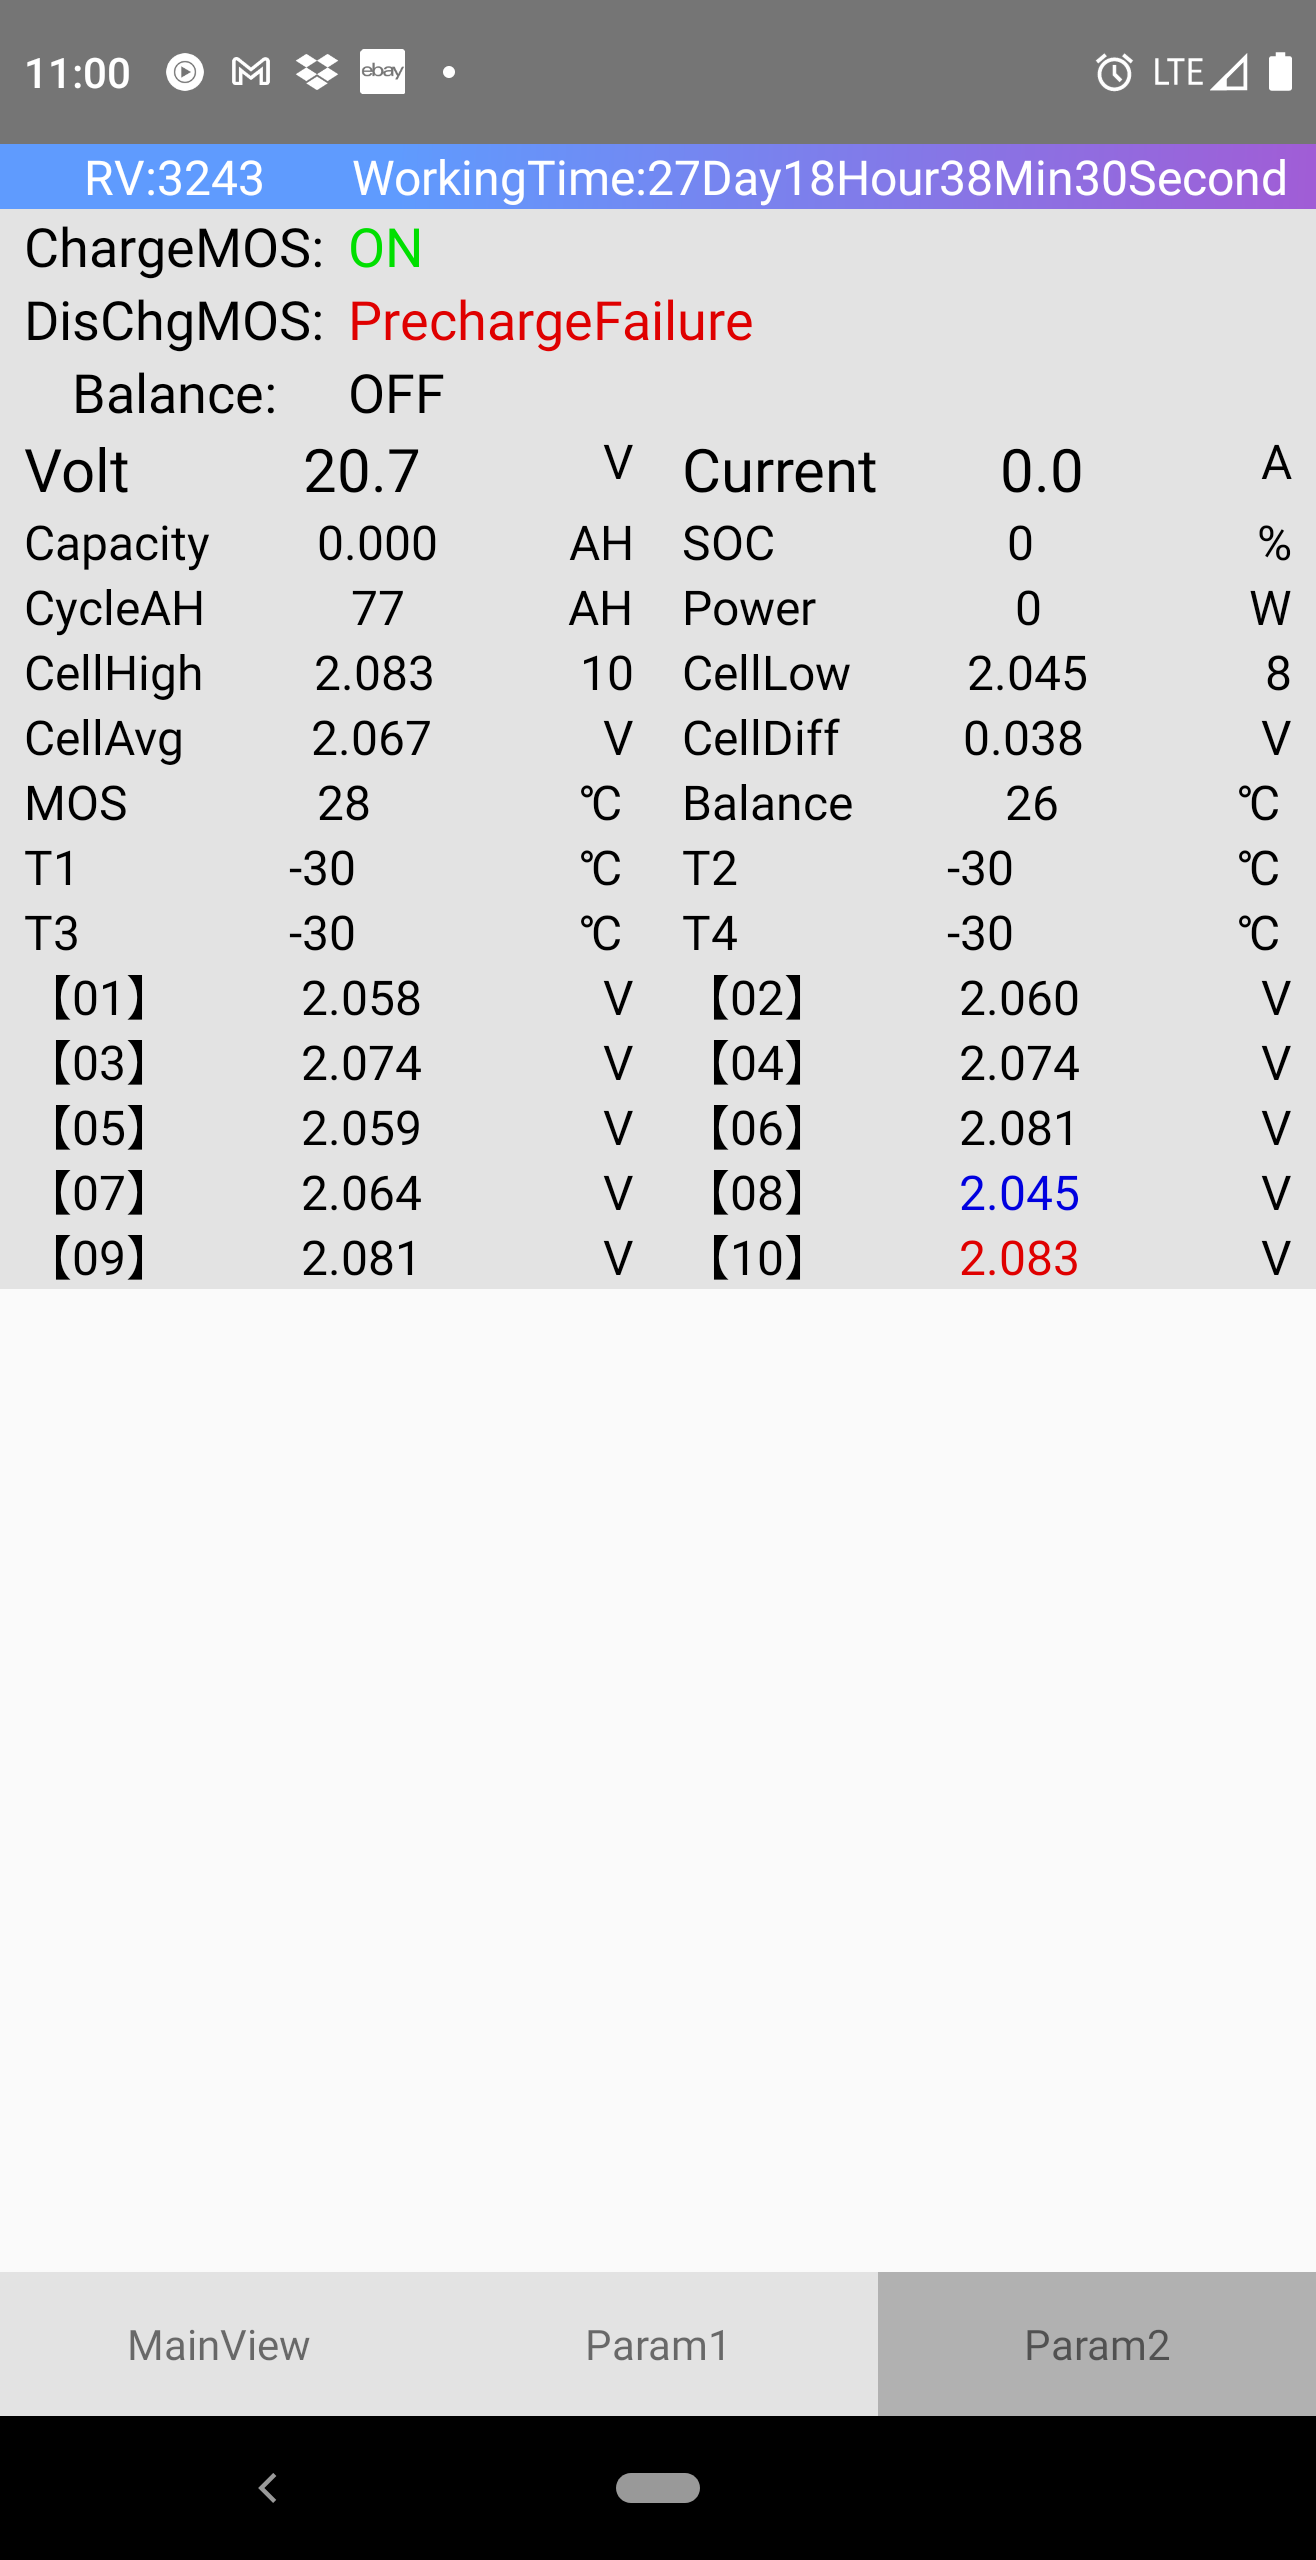 11:00 ebay LTE
RV:3243 WorkingTime:27Day18Hour38Min30Second
ChargeMOS: ON
DisChgMOS: PrechargeFailure
Balance: OFF
Volt 20.7 V Current 0.0 A
Capacity 0.000 AH SOC 0 %
CycleAH 77 AH Power 0 W
CellHigh 2.083 10 CellLow 2.045 8
CellAvg 2.067 V CellDiff 0.038 V
MOS 28 ℃ Balance 26 ℃
T1 -30 ℃ T2 -30 ℃
T3 -30 ℃ T4 -30 ℃
【01】 2.058 V 【02】 2.060 V
【03】 2.074 V 【04】 2.074 V
【05】 2.059 V 【06】 2.081 V
【07】 2.064 V 【08】 2.045 V
【09】 2.081 V 【10】 2.083 V
MainView Param1 Param2